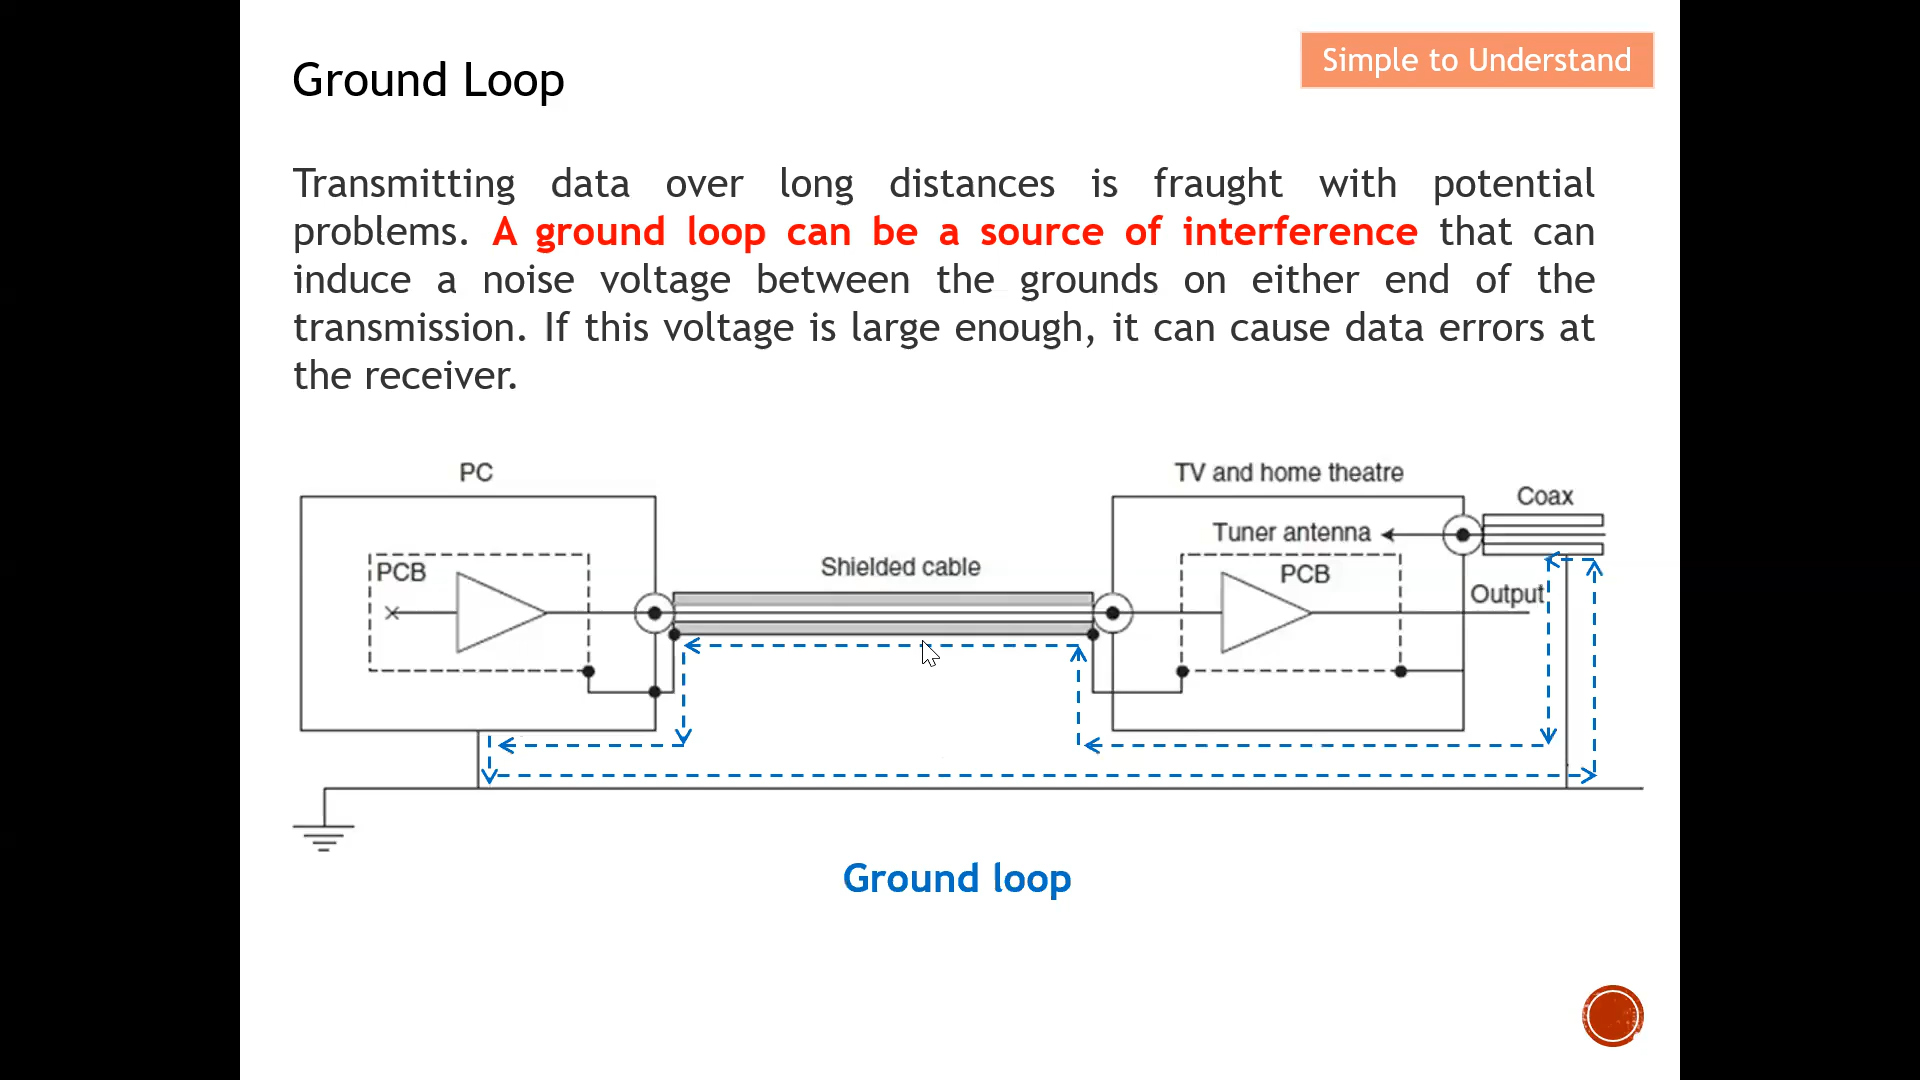 Simple to Understand
Ground Loop
Transmitting data over long distances is fraught with potential
problems. A ground loop can be a source of interference that can
induce a noise voltage between the grounds on either end of the
transmission. If this voltage is large enough, it can cause data errors at
the receiver.
PC
TV and home theatre
Coax
Tuner antenna
Shielded cable
PCB
PCB
Output
Ground loop